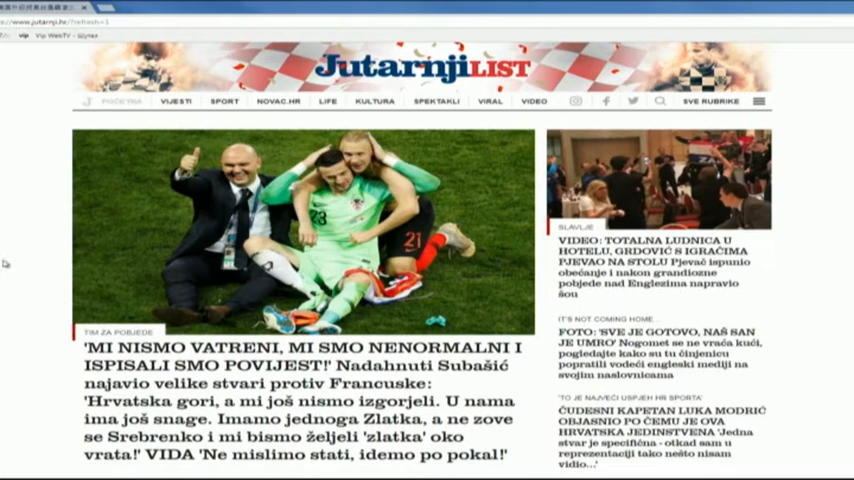 www.jutarnji.hr/?refresh=1
vip Vip WebTV -
Jutarnji LIST
POČETNA VIJESTI SPORT NOVAC.HR LIFE KULTURA SPEKTAKLI VIRAL VIDEO SVE RUBRIKE
23
21
TIM ZA POBJEDE
'MI NISMO VATRENI, MI SMO NENORMALNI I
ISPISALI SMO POVIJEST!' Nadahnuti Subašić
najavio velike stvari protiv Francuske:
'Hrvatska gori, a mi još nismo izgorjeli. U nama
ima još snage. Imamo jednoga Zlatka, a ne zove
se Srebrenko i mi bismo željeli 'zlatka' oko
vrata!' VIDA 'Ne mislimo stati, idemo po pokal!'
SLAVLJE
VIDEO: TOTALNA LUDNICA U
HOTELU, GRDOVIĆ S IGRAČIMA
PJEVAO NA STOLU Pjevač ispunio
obećanje i nakon grandiozne
pobjede nad Englezima napravio
šou
IT'S NOT COMING HOME...
FOTO: 'SVE JE GOTOVO, NAŠ SAN
JE UMRO' Nogomet se ne vraća kući,
pogledajte kako su tu činjenicu
popratili vodeći engleski mediji na
svojim naslovnicama
'TO JE NAJVEĆI USPJEH HR SPORTA'
ČUDESNI KAPETAN LUKA MODRIĆ
OBJASNIO PO ČEMU JE OVA
HRVATSKA JEDINSTVENA 'Jedna
stvar je specifična - otkad sam u
reprezentaciji tako nešto nisam
vidio...'